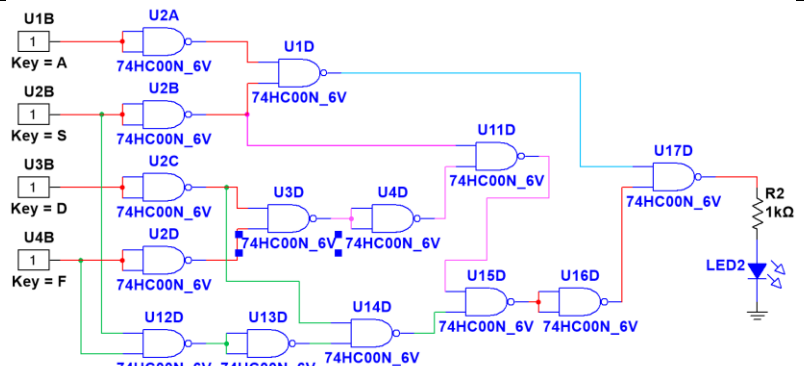 U1B
1
Key = A
U2A
74HC00N_6V
U1D
74HC00N_6V
U2B
1
Key = S
U2B
74HC00N_6V
U11D
74HC00N_6V
U17D
74HC00N_6V
U3B
1
Key = D
U2C
74HC00N_6V
U3D
74HC00N_6V
U4D
74HC00N_6V
R2
1kΩ
U4B
1
Key = F
U2D
74HC00N_6V
LED2
U15D
74HC00N_6V
U16D
74HC00N_6V
U12D
74HC00N_6V
U13D
74HC00N_6V
U14D
74HC00N_6V